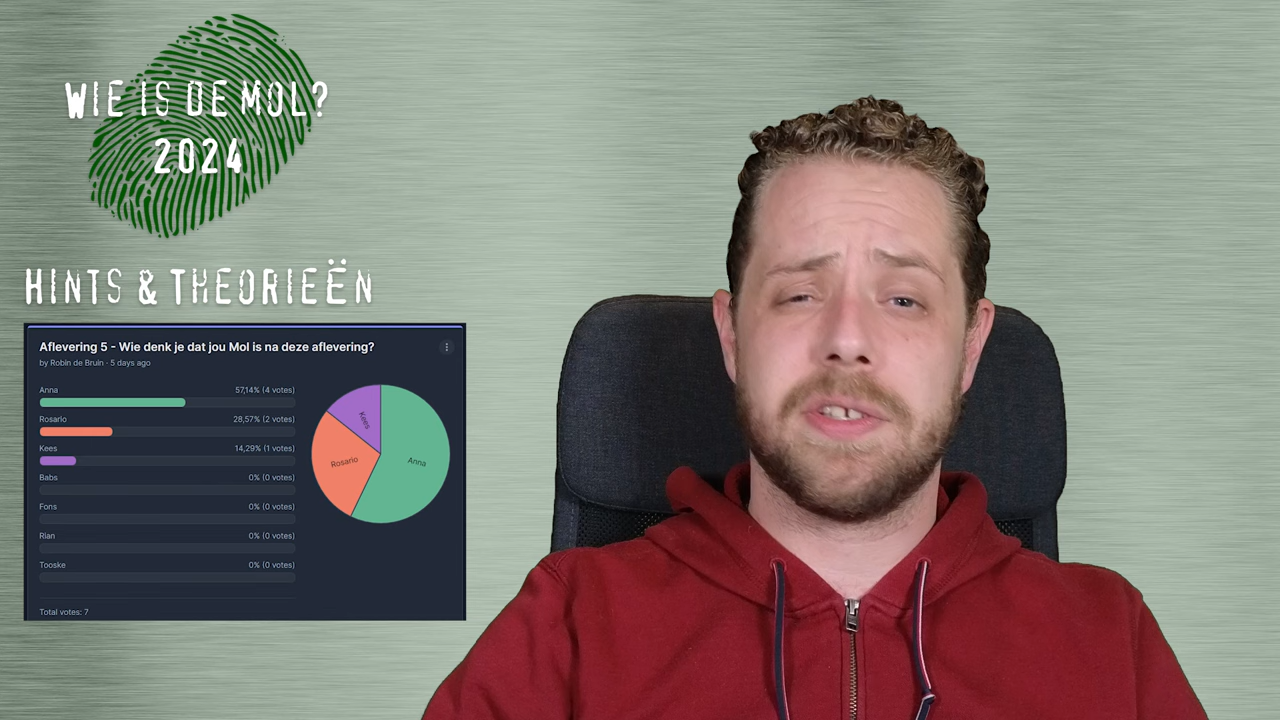 WIE IS DE MOL?
2024
HINTS & THEORIEËN
Aflevering 5 - Wie denk je dat jou Mol is na deze aflevering?
by Robin de Bruin · 5 days ago
Anna 57,14% (4 votes)
Rosario 28,57% (2 votes)
Kees 14,29% (1 votes)
Babs 0% (0 votes)
Fons 0% (0 votes)
Rian 0% (0 votes)
Tooske 0% (0 votes)
Total votes: 7
Kees
Rosario
Anna